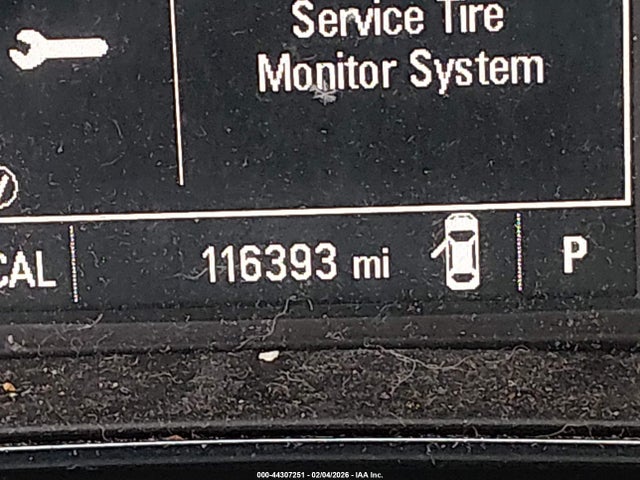 Service Tire
Monitor System
CAL
116393 mi
P
000-44307251 - 02/04/2026 - IAA Inc.